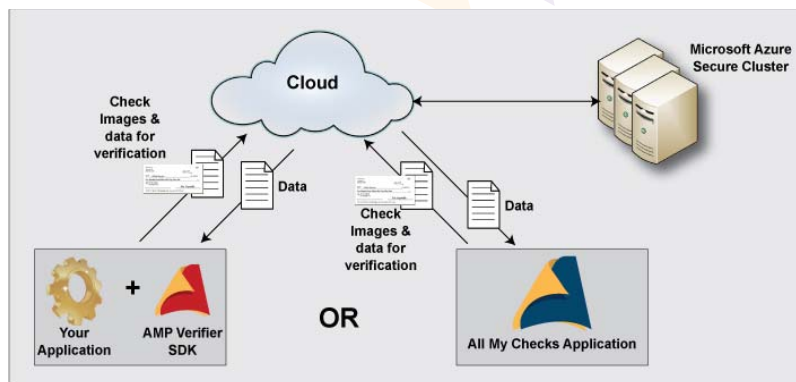 Cloud
Microsoft Azure
Secure Cluster
Check
Images &
data for
verification
Data
Check
Images &
data for
verification
Data
+
Your
Application
AMP Verifier
SDK
OR
All My Checks Application